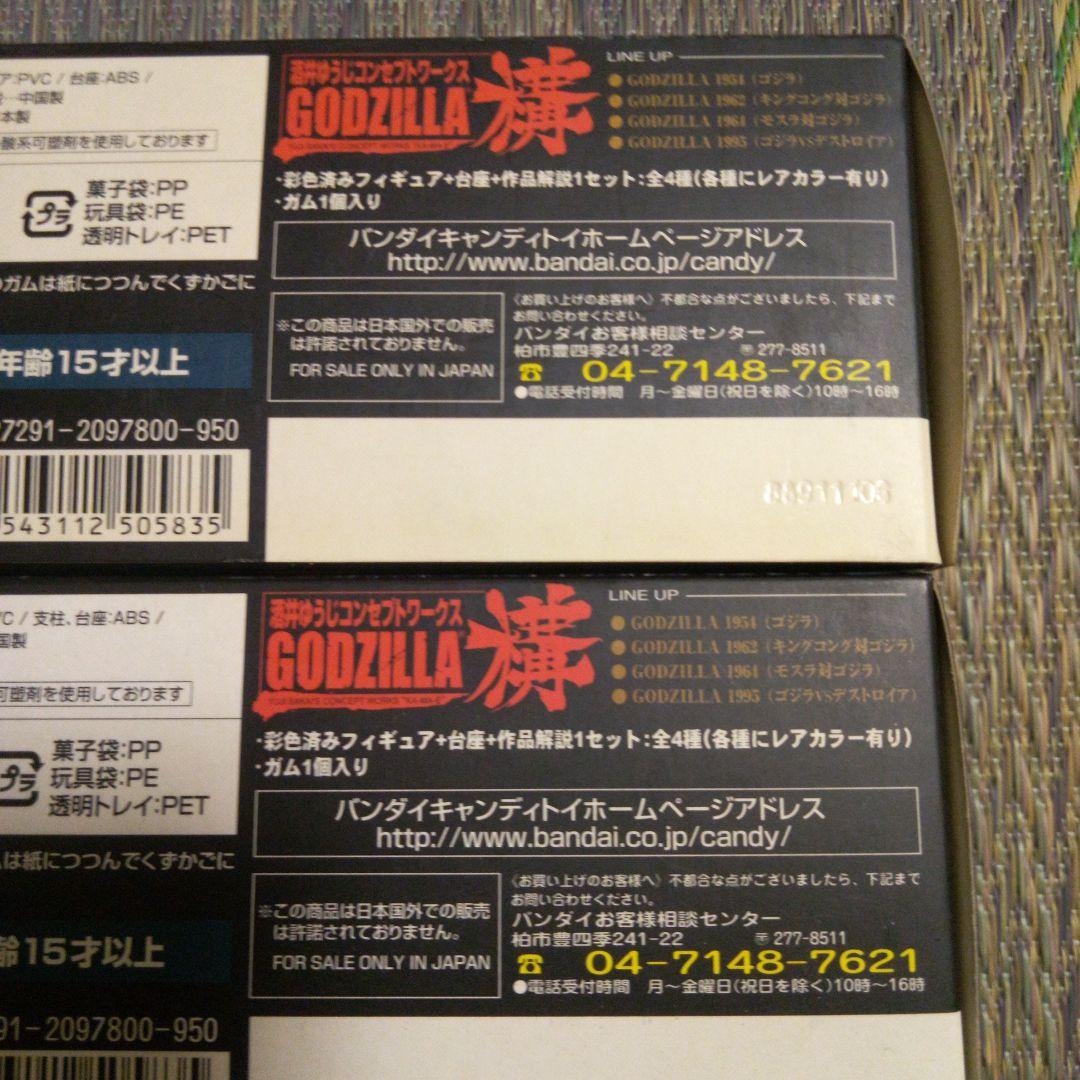 ア:PVC / 台座:ABS /
中国製
本製
酸系可塑剤を使用しております
プラ
菓子袋:PP
玩具袋:PE
透明トレイ:PET
ガムは紙につつんでくずかごに
年齢15才以上
7291-2097800-950
543112 505835
酒井ゆうじコンセプトワークス
GODZILLA
構
YUJI SAKAI'S CONCEPT WORKS "KA-MA-E"
LINE UP
● GODZILLA 1954 (ゴジラ)
● GODZILLA 1962 (キングコング対ゴジラ)
● GODZILLA 1964 (モスラ対ゴジラ)
● GODZILLA 1995 (ゴジラvsデストロイア)
・彩色済みフィギュア+台座+作品解説1セット:全4種(各種にレアカラー有り)
・ガム1個入り
バンダイキャンディトイホームページアドレス
http://www.bandai.co.jp/candy/
※この商品は日本国外での販売
は許諾されておりません。
FOR SALE ONLY IN JAPAN
《お買い上げのお客様へ》不都合な点がございましたら、下記まで
お問い合わせください。
バンダイお客様相談センター
柏市豊四季241-22 〒277-8511
☎ 04-7148-7621
●電話受付時間 月〜金曜日(祝日を除く)10時〜16時
VC / 支柱、台座:ABS /
国製
可塑剤を使用しております
プラ
菓子袋:PP
玩具袋:PE
透明トレイ:PET
は紙につつんでくずかごに
齢15才以上
91-2097800-950
酒井ゆうじコンセプトワークス
GODZILLA
構
YUJI SAKAI'S CONCEPT WORKS "KA-MA-E"
LINE UP
● GODZILLA 1954 (ゴジラ)
● GODZILLA 1962 (キングコング対ゴジラ)
● GODZILLA 1964 (モスラ対ゴジラ)
● GODZILLA 1995 (ゴジラvsデストロイア)
・彩色済みフィギュア+台座+作品解説1セット:全4種(各種にレアカラー有り)
・ガム1個入り
バンダイキャンディトイホームページアドレス
http://www.bandai.co.jp/candy/
※この商品は日本国外での販売
は許諾されておりません。
FOR SALE ONLY IN JAPAN
《お買い上げのお客様へ》不都合な点がございましたら、下記まで
お問い合わせください。
バンダイお客様相談センター
柏市豊四季241-22 〒277-8511
☎ 04-7148-7621
●電話受付時間 月〜金曜日(祝日を除く)10時〜16時